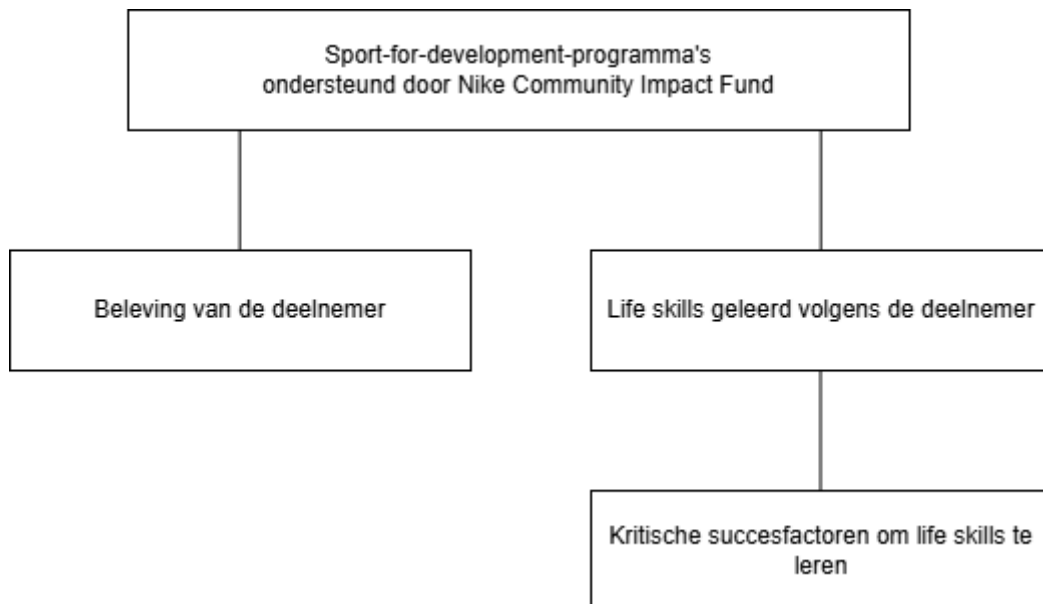 Sport-for-development-programma's
ondersteund door Nike Community Impact Fund
Beleving van de deelnemer
Life skills geleerd volgens de deelnemer
Kritische succesfactoren om life skills te
leren